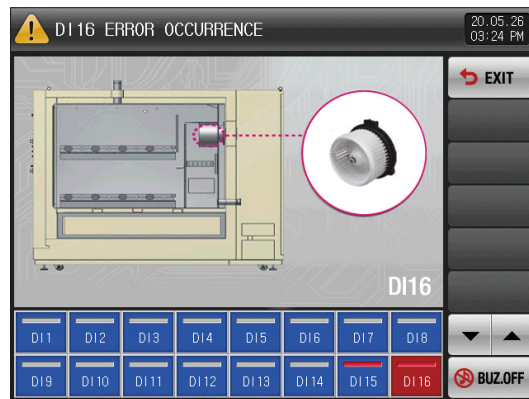 DI16 ERROR OCCURRENCE
20.05.26
03:24 PM
EXIT
DI16
DI1 DI2 DI3 DI4 DI5 DI6 DI7 DI8
DI9 DI10 DI11 DI12 DI13 DI14 DI15 DI16
BUZ.OFF